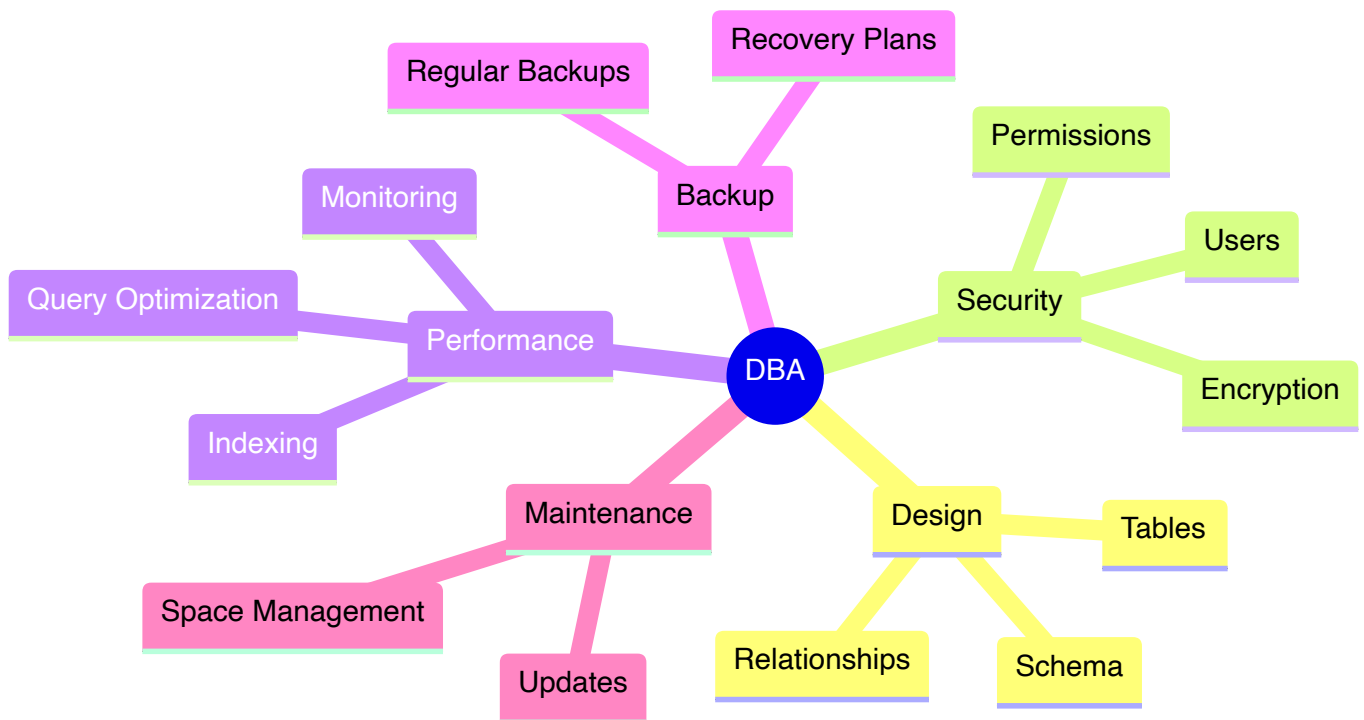 Recovery Plans
Regular Backups
Permissions
Monitoring
Backup
Users
Query Optimization
Security
Performance
DBA
Encryption
Indexing
Maintenance
Design
Tables
Space Management
Relationships
Schema
Updates